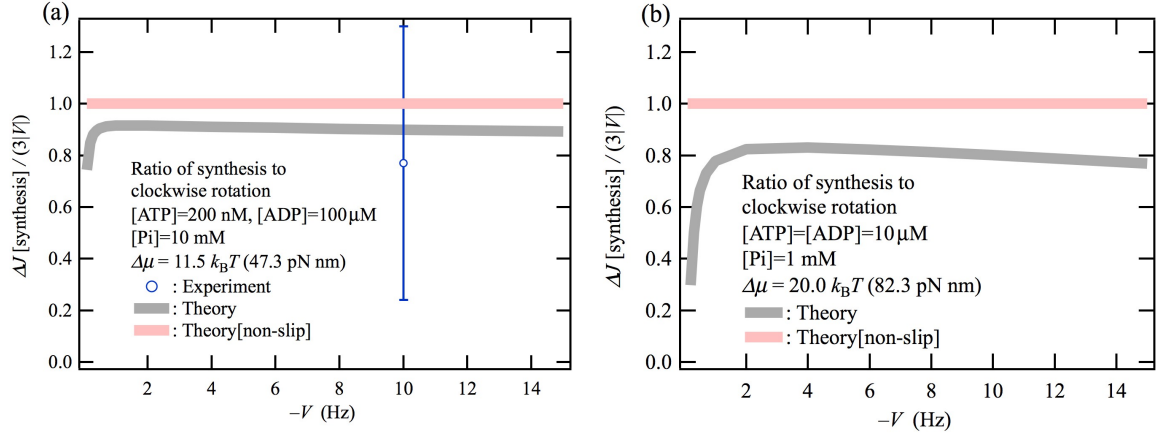 (a)
1.2
1.0
0.8
0.6
0.4
0.2
0.0
ΔJ [synthesis] / (3|V|)
Ratio of synthesis to
clockwise rotation
[ATP]=200 nM, [ADP]=100μM
[Pi]=10 mM
Δμ = 11.5 kBT (47.3 pN nm)
: Experiment
: Theory
: Theory[non-slip]
2 4 6 8 10 12 14
–V (Hz)
(b)
1.2
1.0
0.8
0.6
0.4
0.2
0.0
ΔJ [synthesis] / (3|V|)
Ratio of synthesis to
clockwise rotation
[ATP]=[ADP]=10μM
[Pi]=1 mM
Δμ = 20.0 kBT (82.3 pN nm)
: Theory
: Theory[non-slip]
2 4 6 8 10 12 14
–V (Hz)